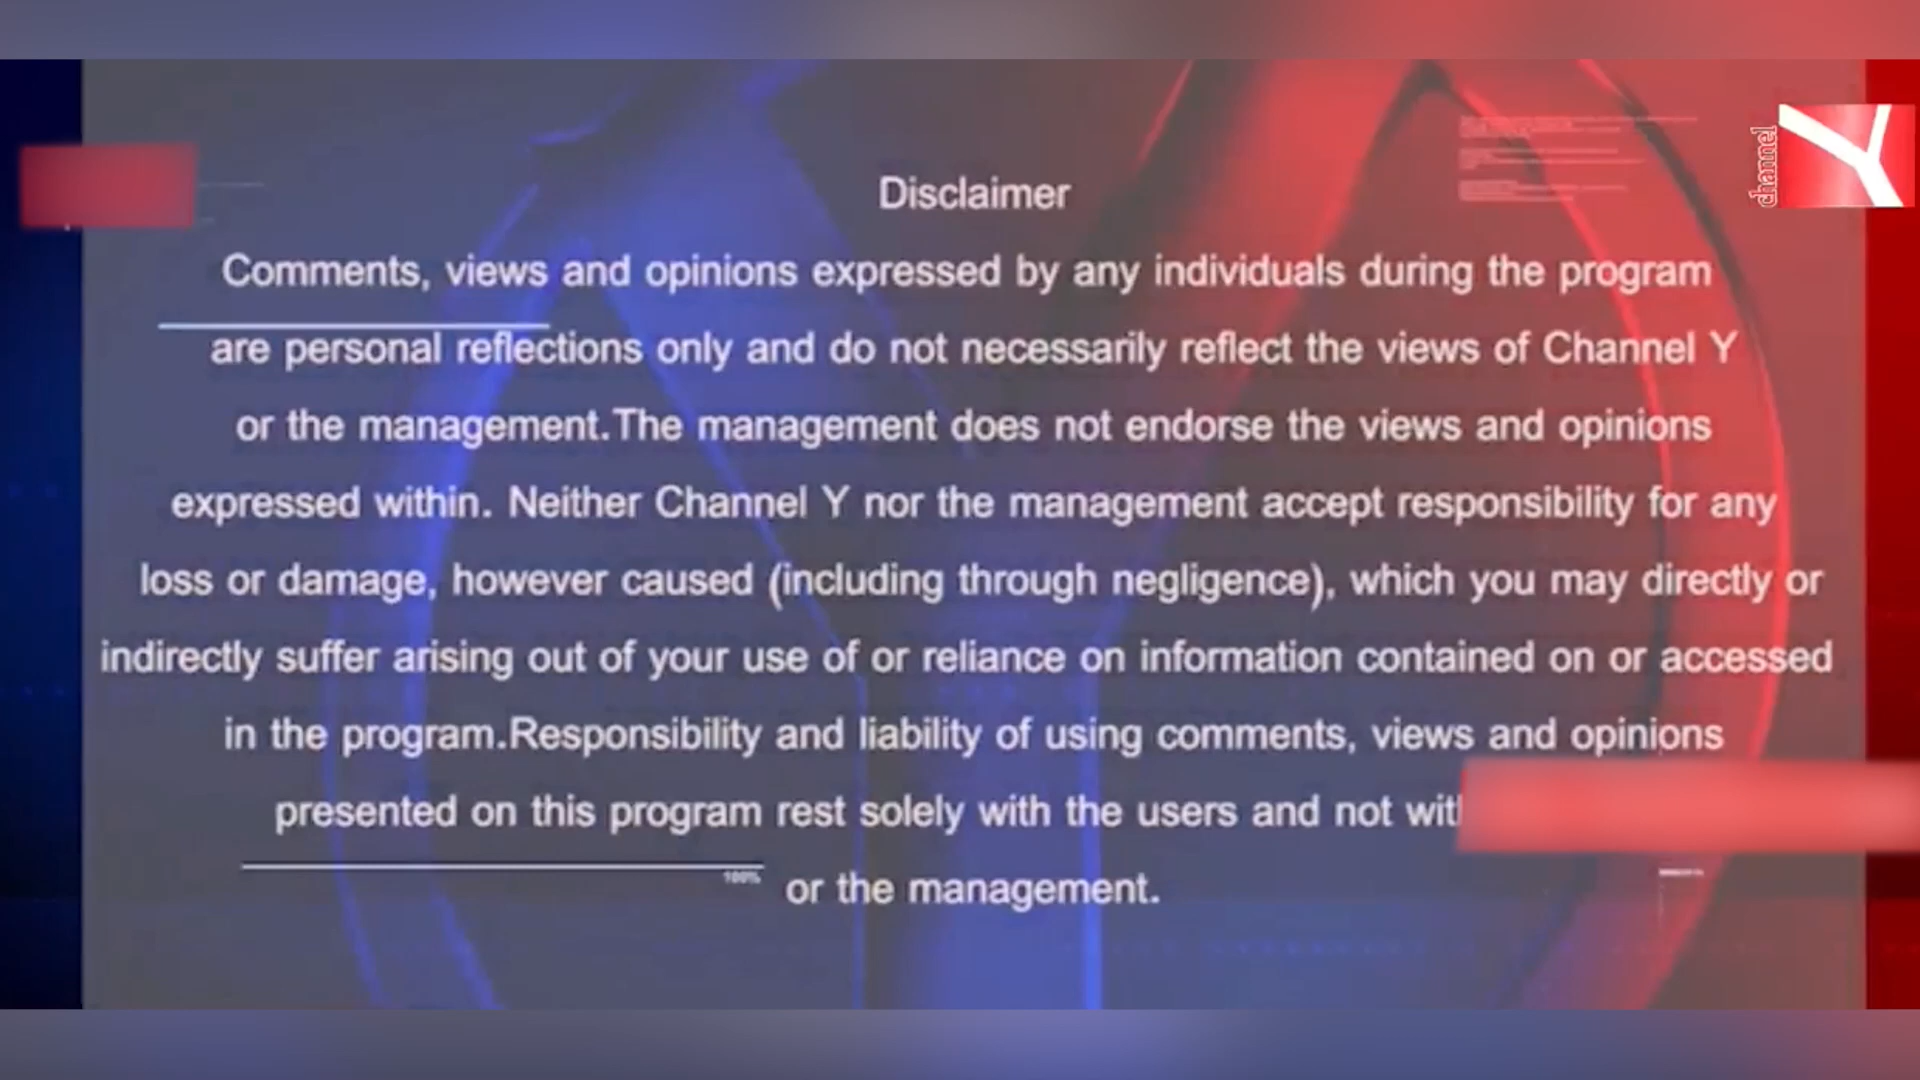 channel
Y
Disclaimer
Comments, views and opinions expressed by any individuals during the program
are personal reflections only and do not necessarily reflect the views of Channel Y
or the management.The management does not endorse the views and opinions
expressed within. Neither Channel Y nor the management accept responsibility for any
loss or damage, however caused (including through negligence), which you may directly or
indirectly suffer arising out of your use of or reliance on information contained on or accessed
in the program.Responsibility and liability of using comments, views and opinions
presented on this program rest solely with the users and not wit
100%
or the management.